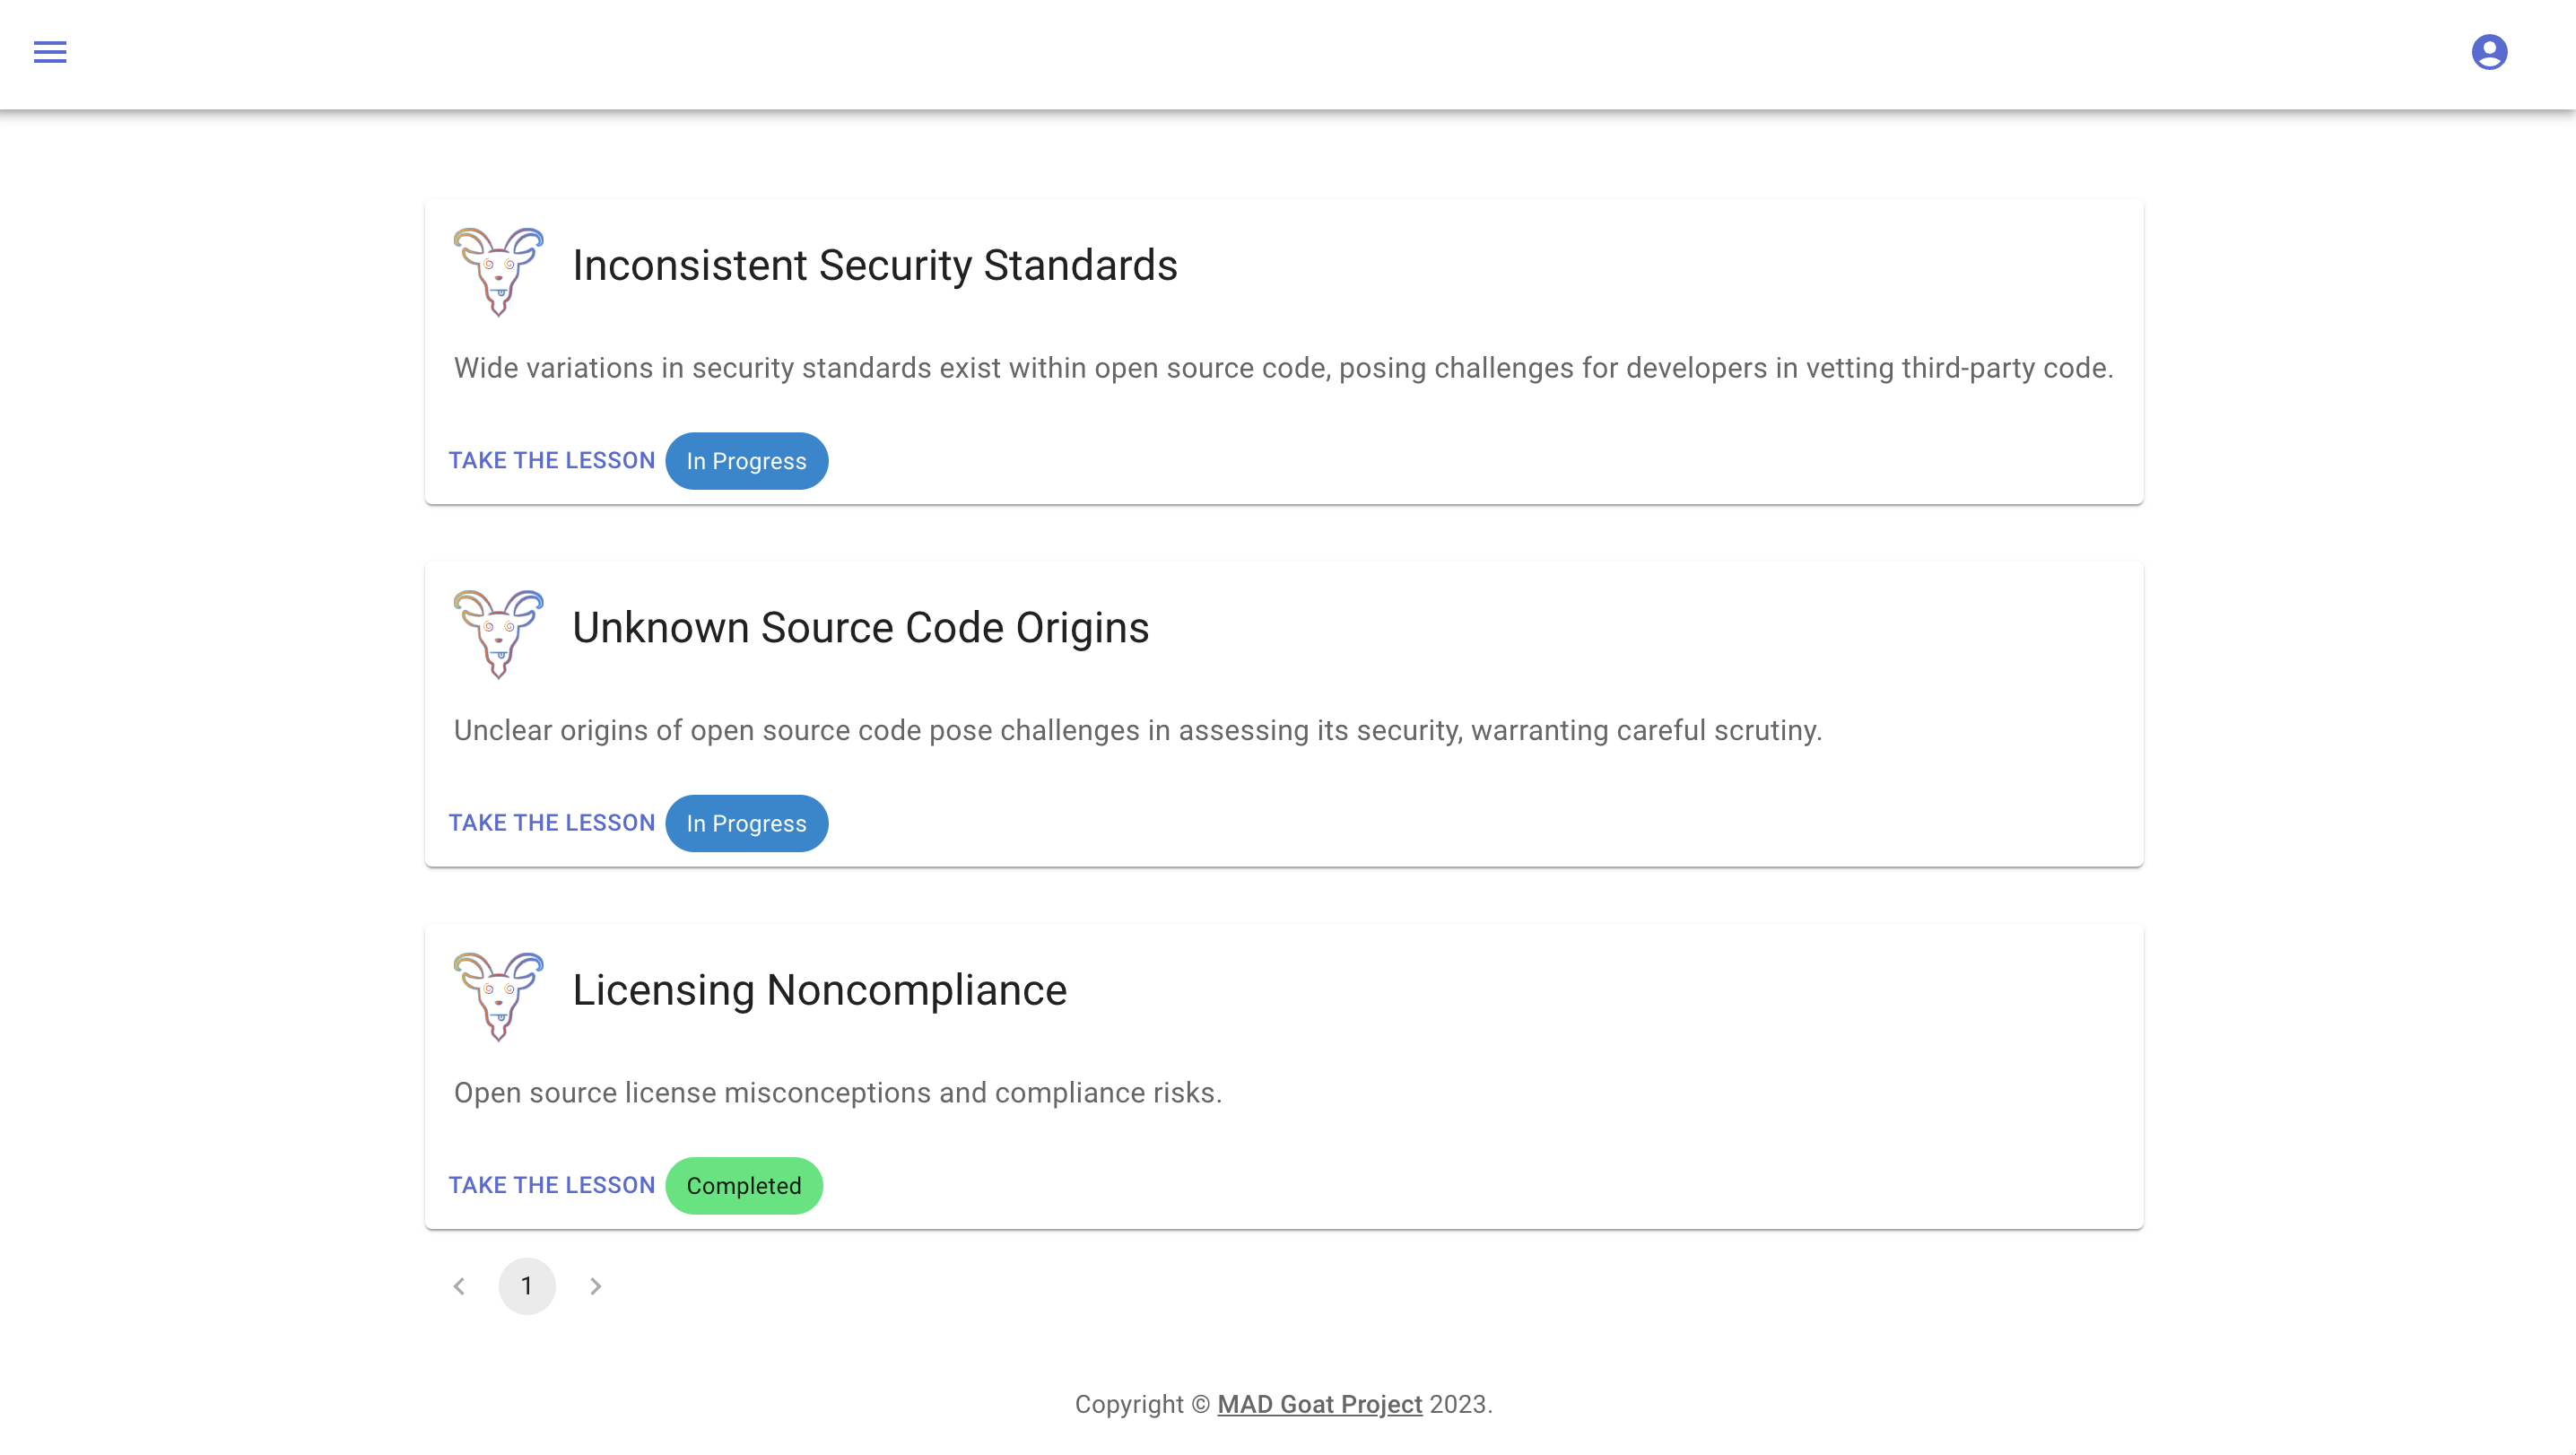 Inconsistent Security Standards
Wide variations in security standards exist within open source code, posing challenges for developers in vetting third-party code.
TAKE THE LESSON In Progress
Unknown Source Code Origins
Unclear origins of open source code pose challenges in assessing its security, warranting careful scrutiny.
TAKE THE LESSON In Progress
Licensing Noncompliance
Open source license misconceptions and compliance risks.
TAKE THE LESSON Completed
1
Copyright © MAD Goat Project 2023.